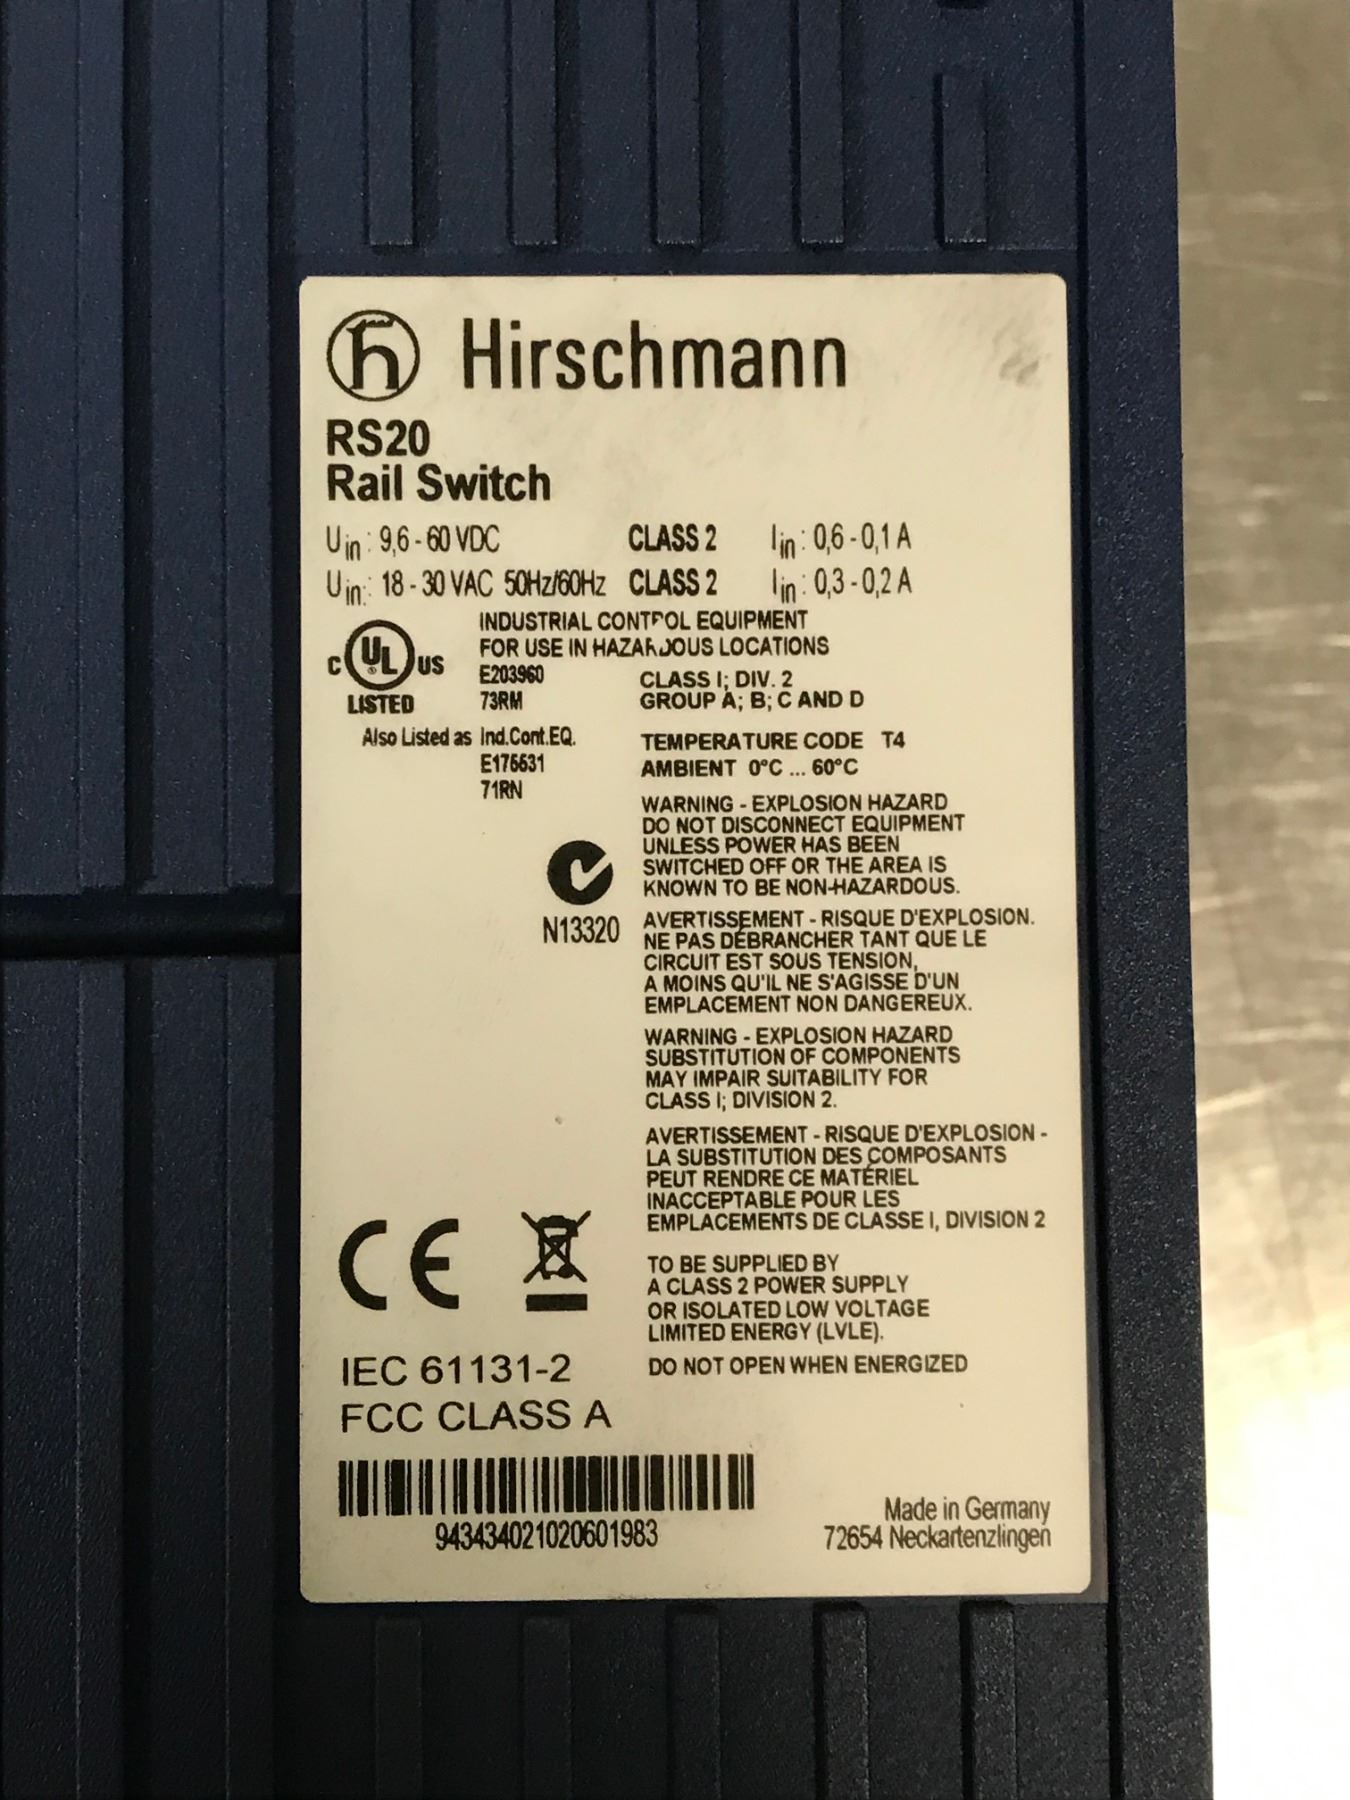 Hirschmann
RS20
Rail Switch
Uin : 9,6 - 60 VDC CLASS 2 Iin : 0,6 - 0,1 A
Uin : 18 - 30 VAC 50Hz/60Hz CLASS 2 Iin : 0,3 - 0,2 A
INDUSTRIAL CONTROL EQUIPMENT
FOR USE IN HAZARDOUS LOCATIONS
C UL US
LISTED
E203960
73RM
CLASS I; DIV. 2
GROUP A; B; C AND D
Also Listed as Ind.Cont.EQ.
E175531
71RN
TEMPERATURE CODE T4
AMBIENT 0°C ... 60°C
WARNING - EXPLOSION HAZARD
DO NOT DISCONNECT EQUIPMENT
UNLESS POWER HAS BEEN
SWITCHED OFF OR THE AREA IS
KNOWN TO BE NON-HAZARDOUS.
N13320
AVERTISSEMENT - RISQUE D'EXPLOSION.
NE PAS DÉBRANCHER TANT QUE LE
CIRCUIT EST SOUS TENSION,
A MOINS QU'IL NE S'AGISSE D'UN
EMPLACEMENT NON DANGEREUX.
WARNING - EXPLOSION HAZARD
SUBSTITUTION OF COMPONENTS
MAY IMPAIR SUITABILITY FOR
CLASS I; DIVISION 2.
AVERTISSEMENT - RISQUE D'EXPLOSION -
LA SUBSTITUTION DES COMPOSANTS
PEUT RENDRE CE MATÉRIEL
INACCEPTABLE POUR LES
EMPLACEMENTS DE CLASSE I, DIVISION 2
CE
TO BE SUPPLIED BY
A CLASS 2 POWER SUPPLY
OR ISOLATED LOW VOLTAGE
LIMITED ENERGY (LVLE).
DO NOT OPEN WHEN ENERGIZED
IEC 61131-2
FCC CLASS A
943434021020601983
Made in Germany
72654 Neckartenzlingen